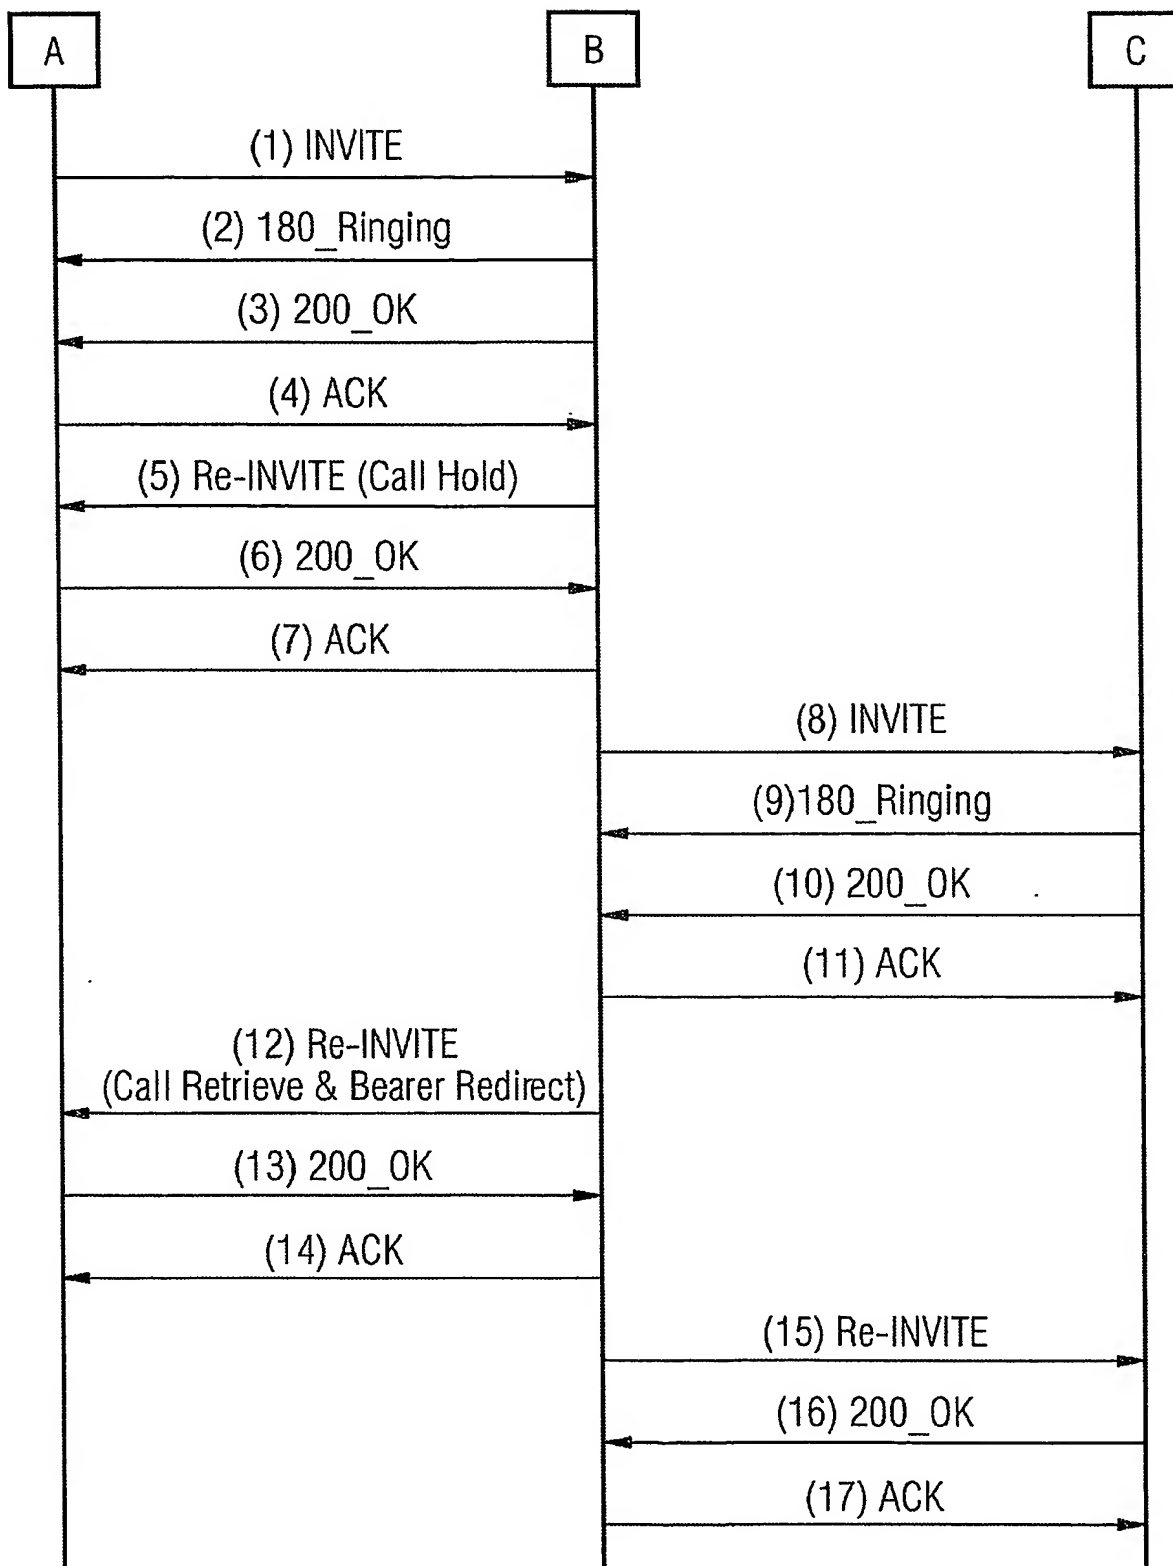 A B C
(1) INVITE
(2) 180_Ringing
(3) 200_OK
(4) ACK
(5) Re-INVITE (Call Hold)
(6) 200_OK
(7) ACK
(8) INVITE
(9)180_Ringing
(10) 200_OK
(11) ACK
(12) Re-INVITE
(Call Retrieve & Bearer Redirect)
(13) 200_OK
(14) ACK
(15) Re-INVITE
(16) 200_OK
(17) ACK